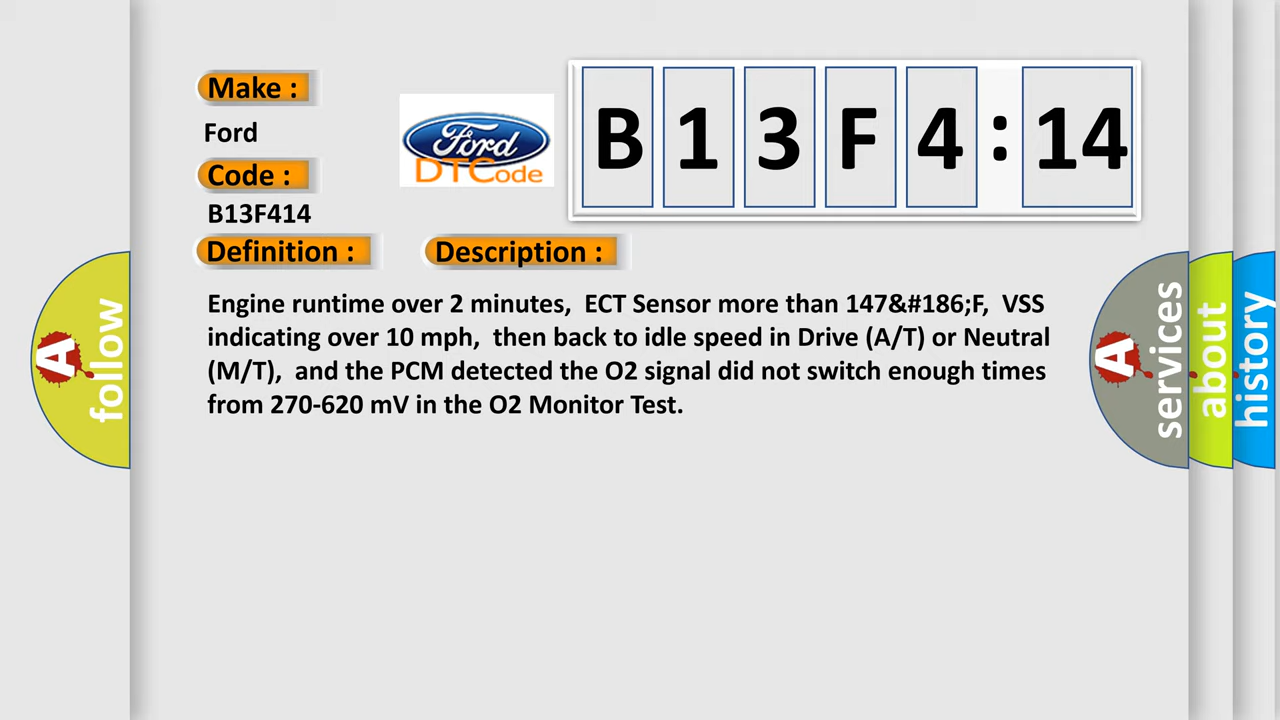 Make :
Ford
Code :
B13F414
Ford
DTCode
B 1 3 F 4 : 14
Definition :
Description :
Engine runtime over 2 minutes, ECT Sensor more than 147&#186;F, VSS
indicating over 10 mph, then back to idle speed in Drive (A/T) or Neutral
(M/T), and the PCM detected the O2 signal did not switch enough times
from 270-620 mV in the O2 Monitor Test.
A follow
A services
about
history